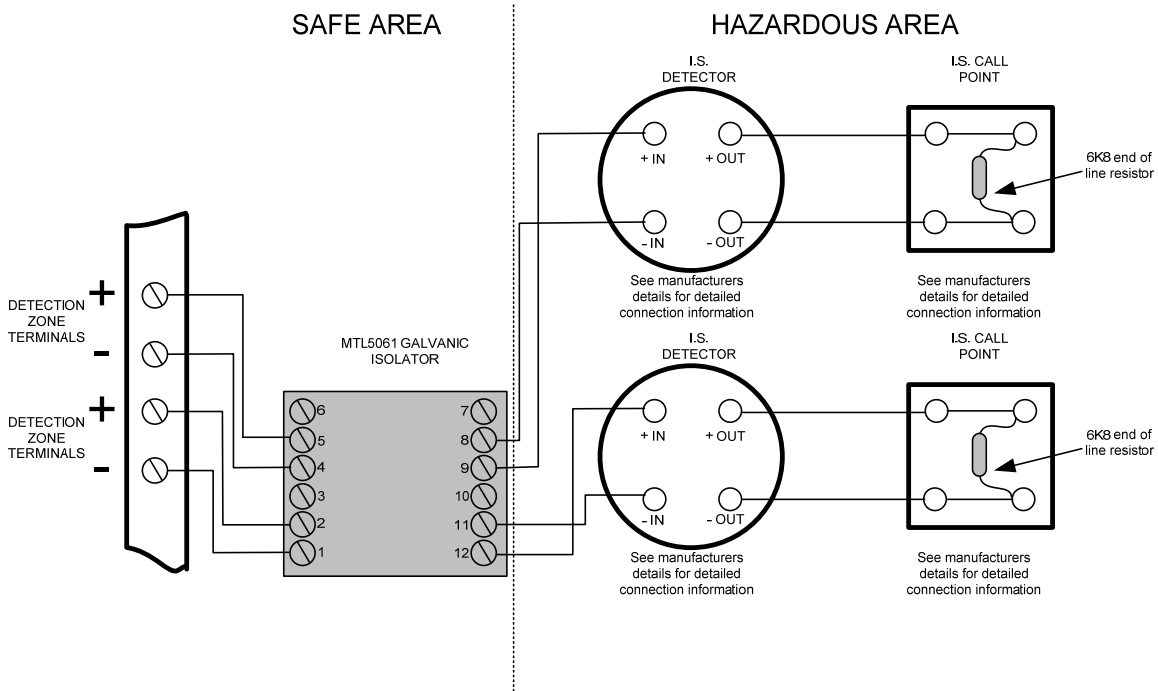 SAFE AREA
HAZARDOUS AREA
I.S.
DETECTOR
I.S. CALL
POINT
+ IN
+ OUT
- IN
- OUT
6K8 end of
line resistor
See manufacturers
details for detailed
connection information
See manufacturers
details for detailed
connection information
DETECTION
ZONE
TERMINALS
+
-
DETECTION
ZONE
TERMINALS
+
-
MTL5061 GALVANIC
ISOLATOR
6
5
4
3
2
1
7
8
9
10
11
12
I.S.
DETECTOR
I.S. CALL
POINT
+ IN
+ OUT
- IN
- OUT
6K8 end of
line resistor
See manufacturers
details for detailed
connection information
See manufacturers
details for detailed
connection information